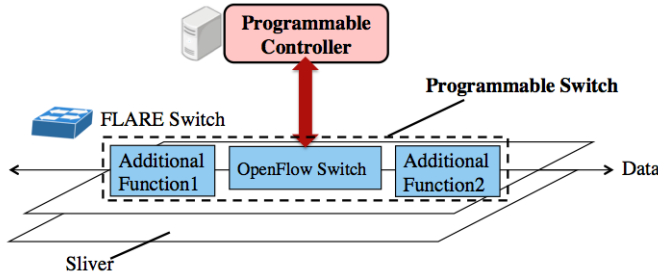 Programmable
Controller
Programmable Switch
FLARE Switch
Additional
Function1
OpenFlow Switch
Additional
Function2
Data
Sliver